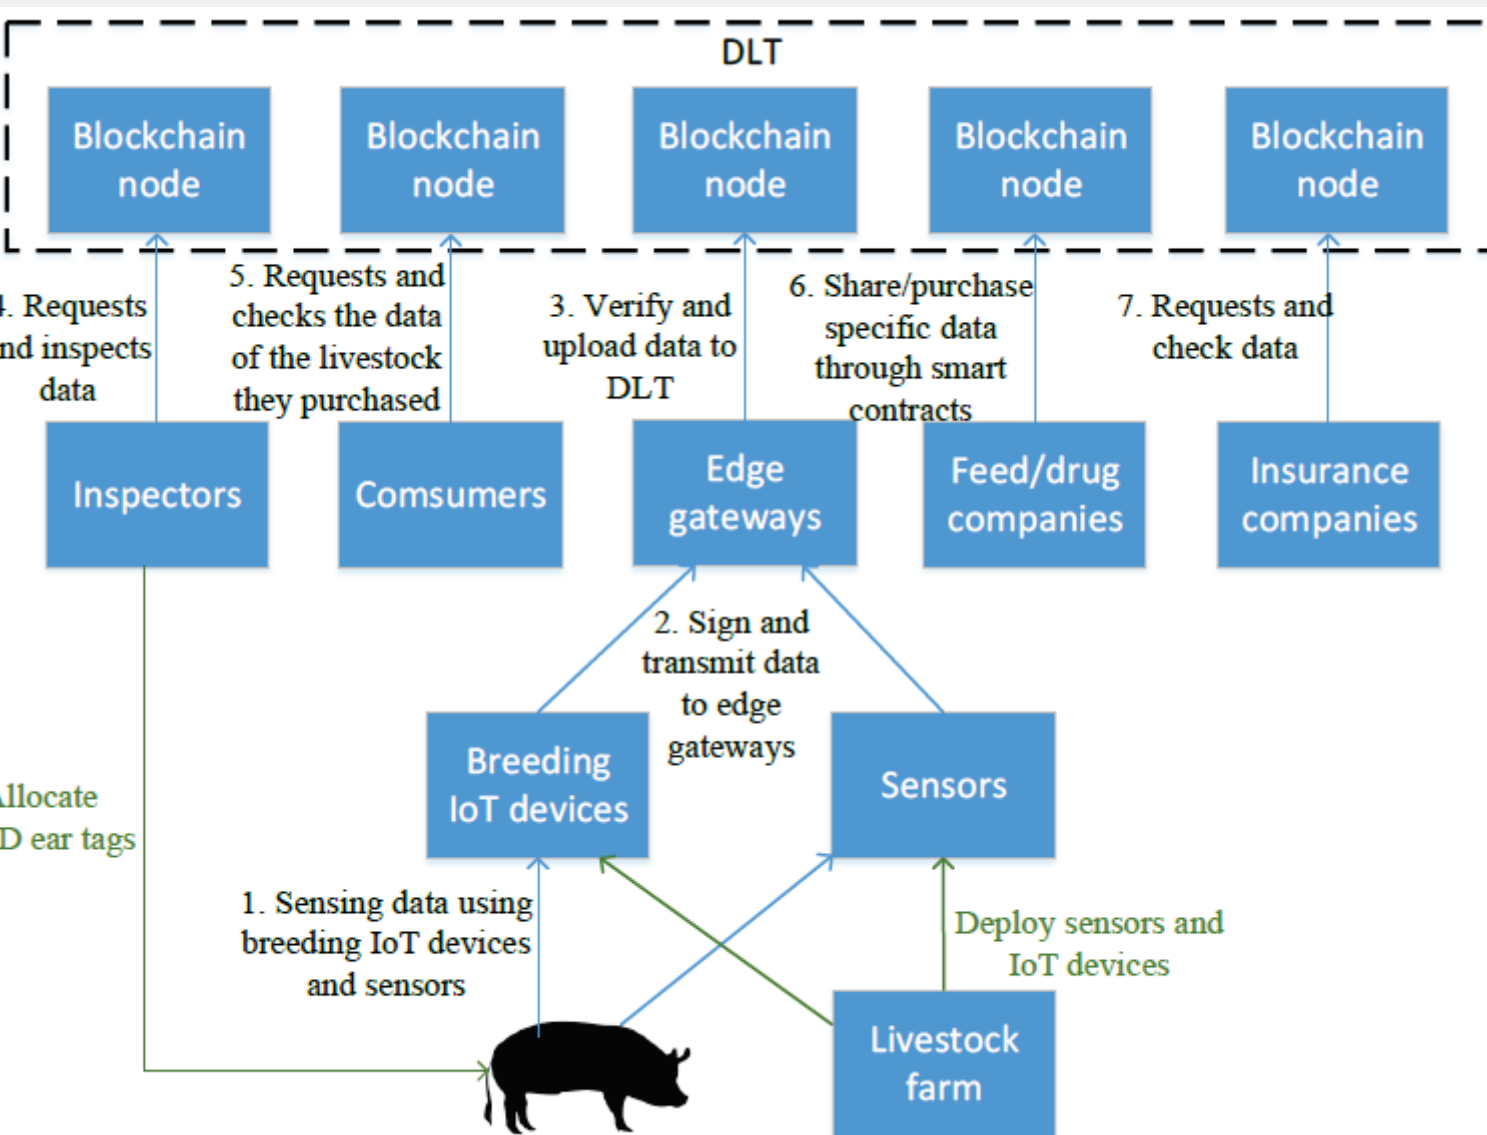 DLT
Blockchain
node
Blockchain
node
Blockchain
node
Blockchain
node
Blockchain
node
4. Requests
nd inspects
data
5. Requests and
checks the data
of the livestock
they purchased
3. Verify and
upload data to
DLT
6. Share/purchase
specific data
through smart
contracts
7. Requests and
check data
Inspectors
Comsumers
Edge
gateways
Feed/drug
companies
Insurance
companies
2. Sign and
transmit data
to edge
gateways
Breeding
IoT devices
Sensors
Allocate
D ear tags
1. Sensing data using
breeding IoT devices
and sensors
Deploy sensors and
IoT devices
Livestock
farm